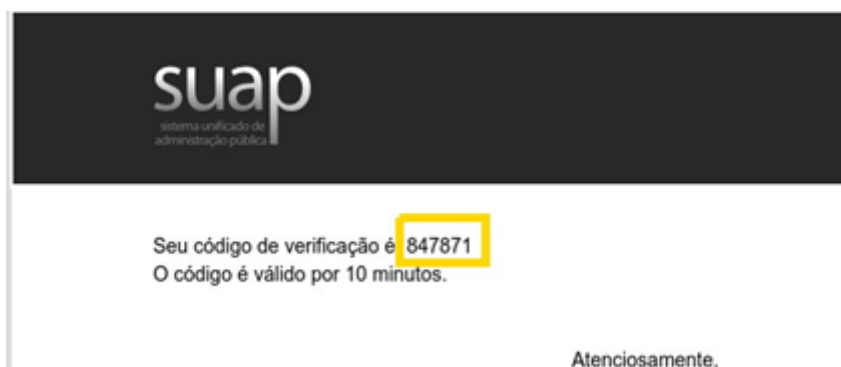 suap
sistema unificado de
administração pública
Seu código de verificação é 847871
O código é válido por 10 minutos.
Atenciosamente,